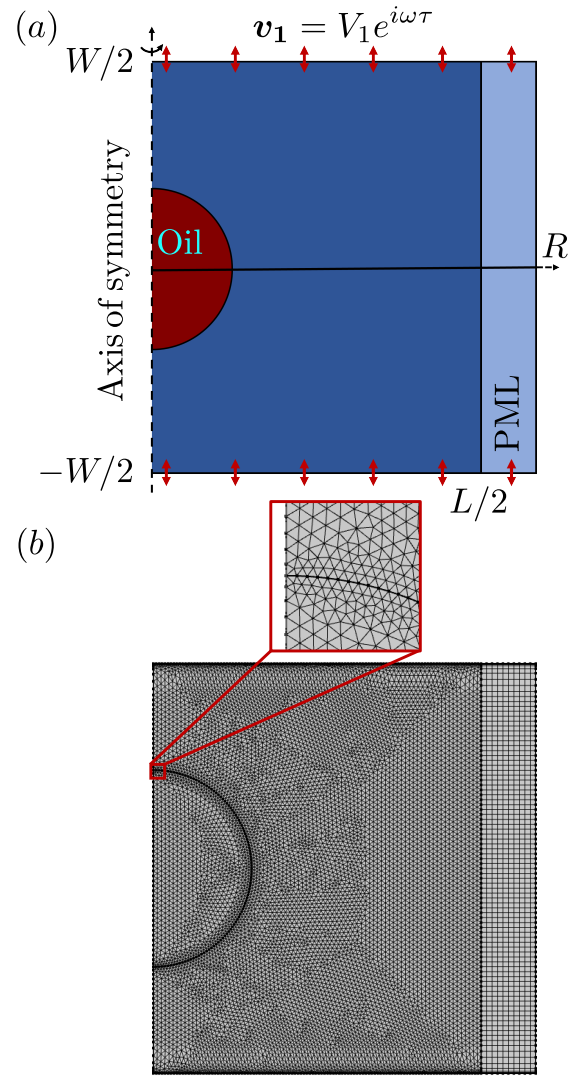 (a)
v₁ = V₁e^{iωτ}
W/2
Axis of symmetry
Oil
R
PML
−W/2
L/2
(b)